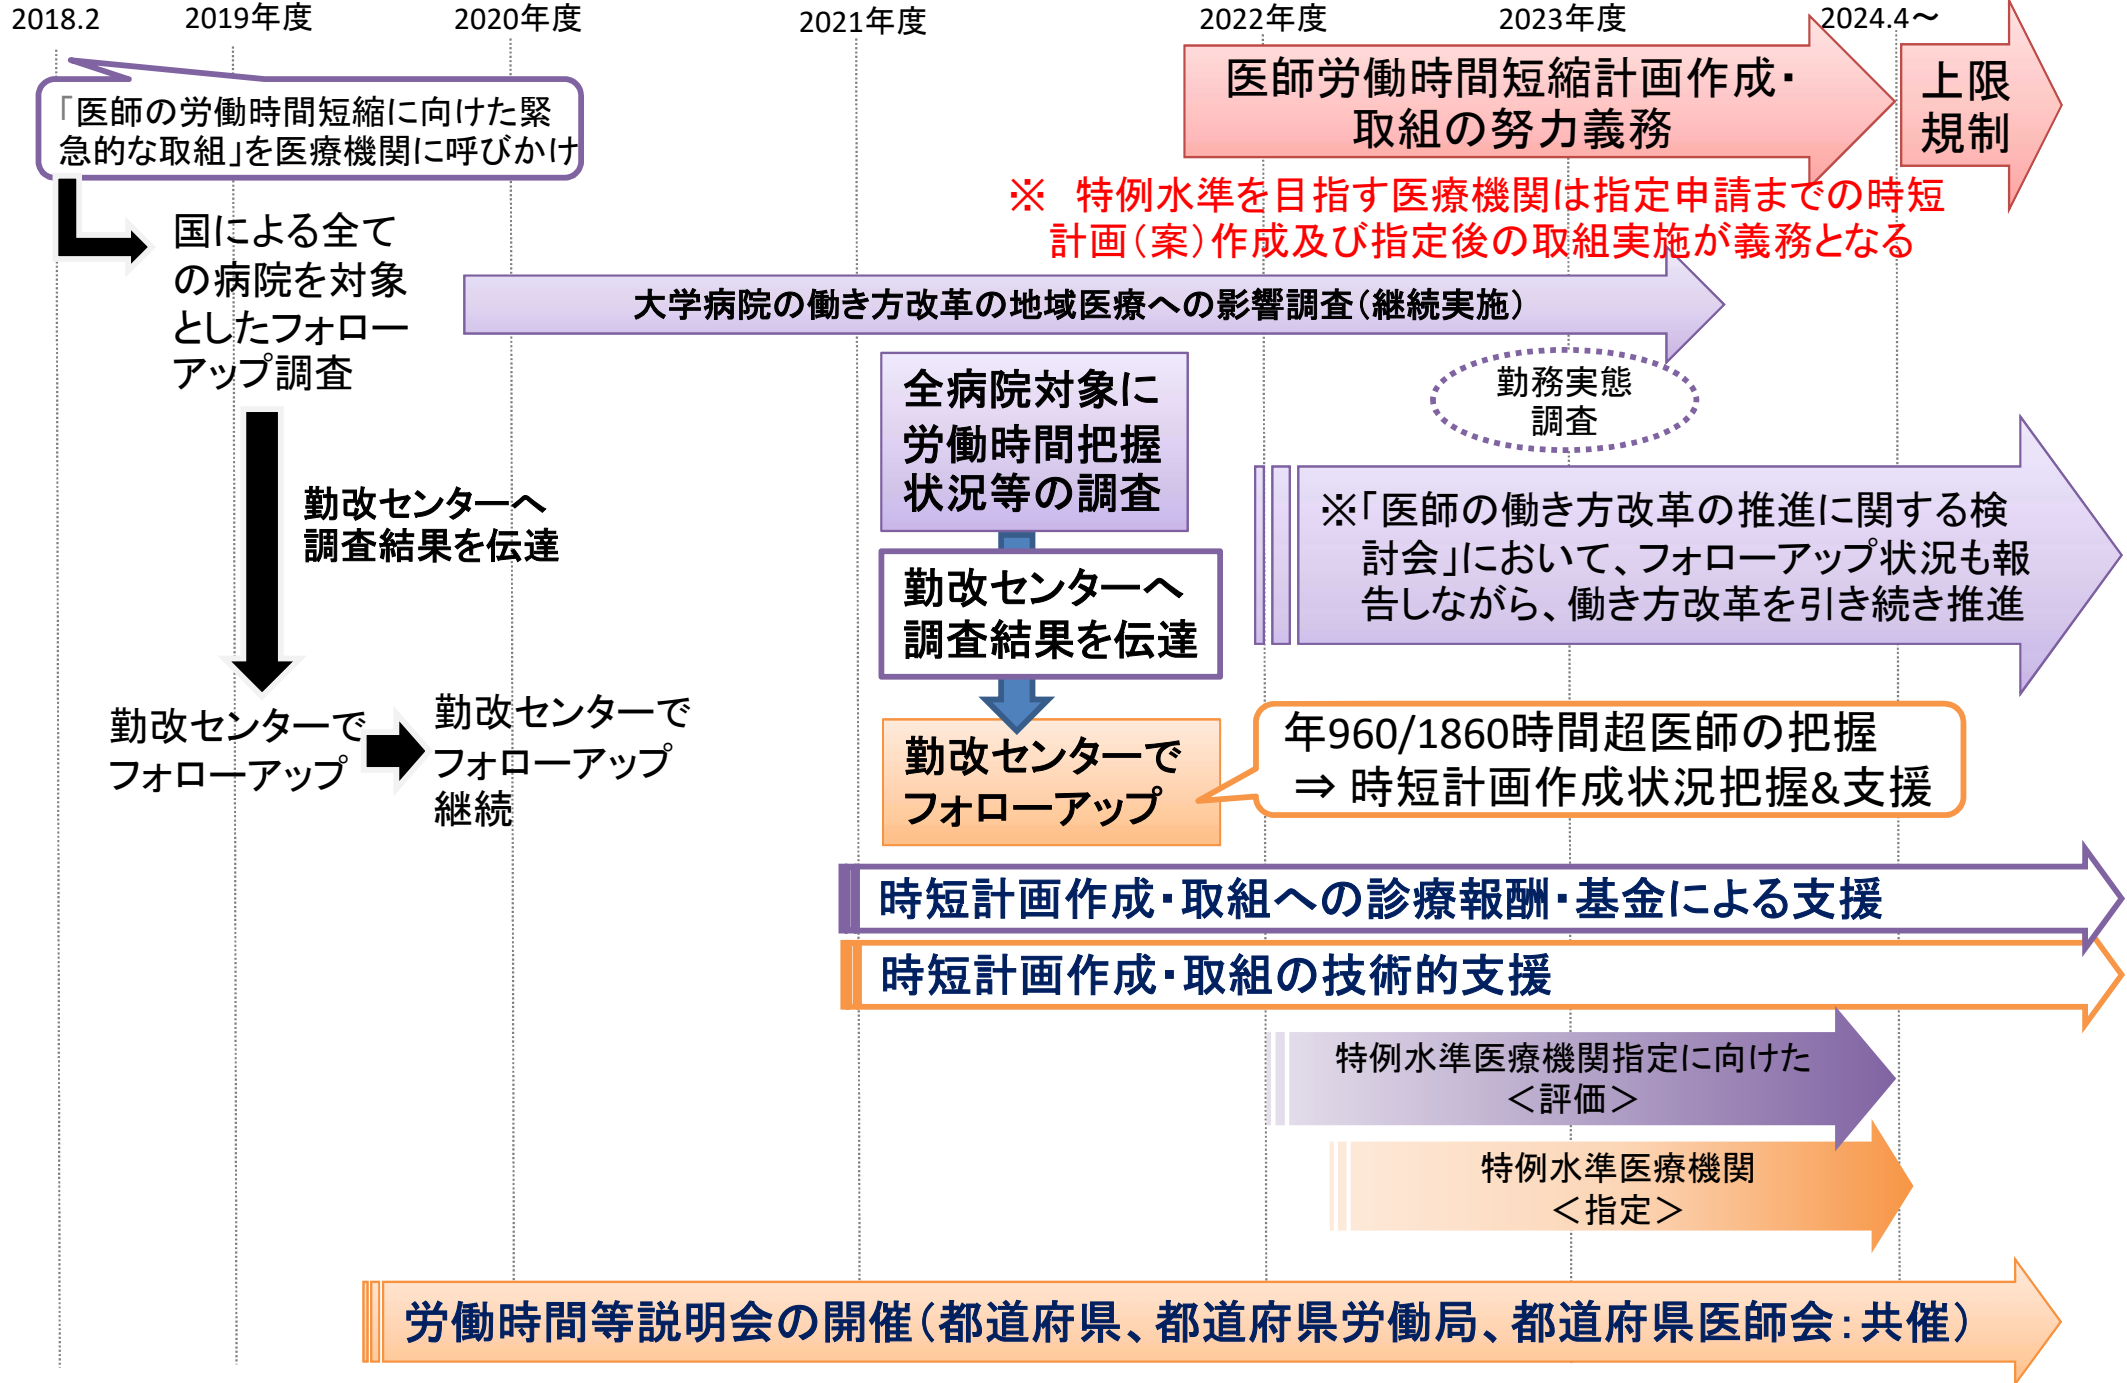 2018.2
2019年度
2020年度
2021年度
2022年度
2023年度
2024.4～
医師労働時間短縮計画作成・
取組の努力義務
上限
規制
「医師の労働時間短縮に向けた緊
急的な取組」を医療機関に呼びかけ
※　特例水準を目指す医療機関は指定申請までの時短
計画（案）作成及び指定後の取組実施が義務となる
国による全て
の病院を対象
としたフォロー
アップ調査
大学病院の働き方改革の地域医療への影響調査（継続実施）
全病院対象に
労働時間把握
状況等の調査
勤務実態
調査
勤改センターへ
調査結果を伝達
※「医師の働き方改革の推進に関する検
討会」において、フォローアップ状況も報
告しながら、働き方改革を引き続き推進
勤改センターへ
調査結果を伝達
勤改センターで
フォローアップ
勤改センターで
フォローアップ
継続
勤改センターで
フォローアップ
年960/1860時間超医師の把握
⇒ 時短計画作成状況把握&支援
時短計画作成・取組への診療報酬・基金による支援
時短計画作成・取組の技術的支援
特例水準医療機関指定に向けた
＜評価＞
特例水準医療機関
＜指定＞
労働時間等説明会の開催（都道府県、都道府県労働局、都道府県医師会：共催）